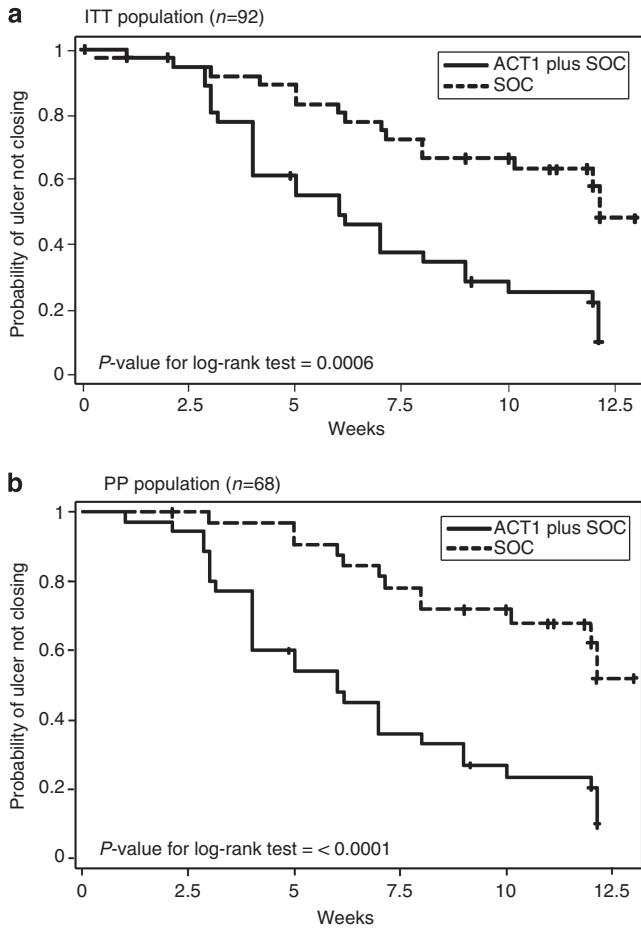 a
ITT population (n=92)
Probability of ulcer not closing
1
0.8
0.6
0.4
0.2
0
ACT1 plus SOC
SOC
P-value for log-rank test = 0.0006
0 2.5 5 7.5 10 12.5
Weeks
b
PP population (n=68)
Probability of ulcer not closing
1
0.8
0.6
0.4
0.2
0
ACT1 plus SOC
SOC
P-value for log-rank test = < 0.0001
0 2.5 5 7.5 10 12.5
Weeks